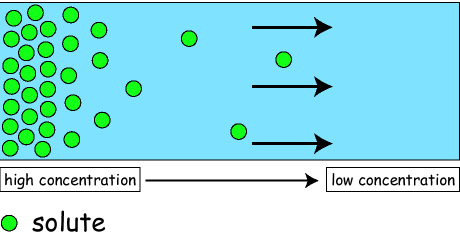 high concentration
low concentration
solute